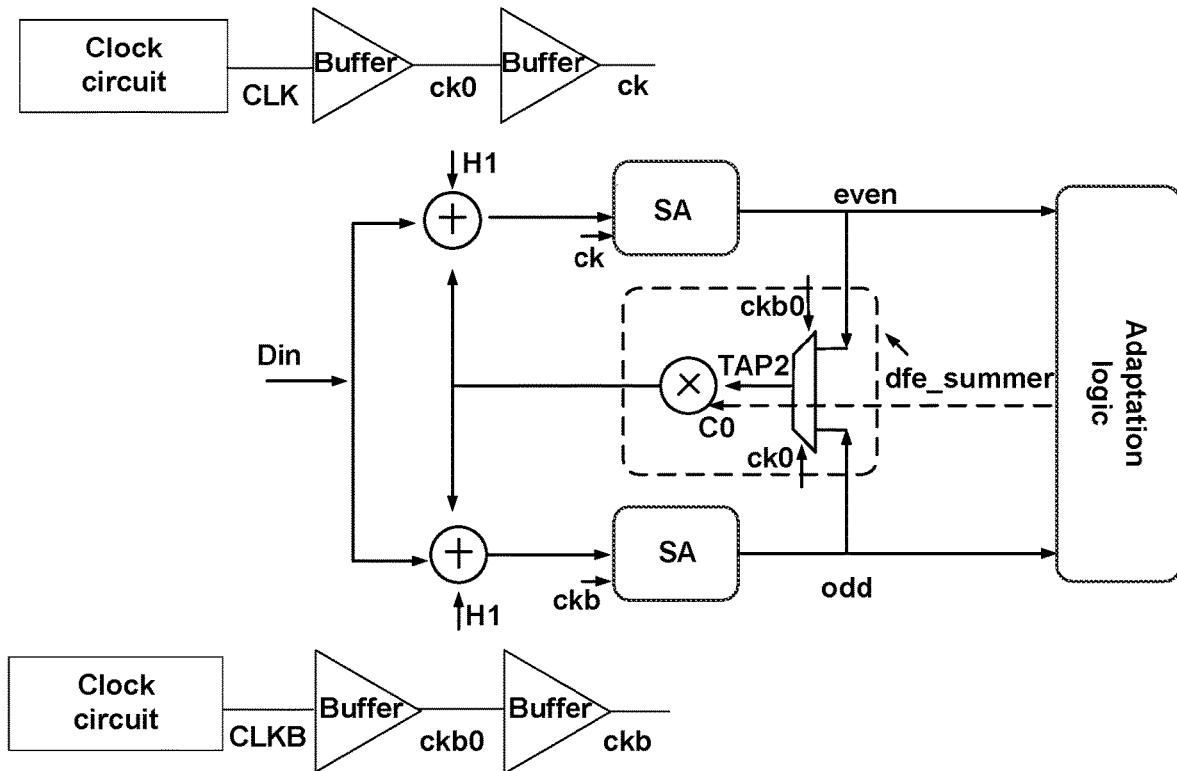 Clock
circuit
CLK
Buffer
ck0
Buffer
ck
H1
SA
even
ck
ckb0
Din
TAP2
dfe_summer
C0
ck0
Adaptation
logic
SA
ckb
odd
H1
Clock
circuit
CLKB
Buffer
ckb0
Buffer
ckb